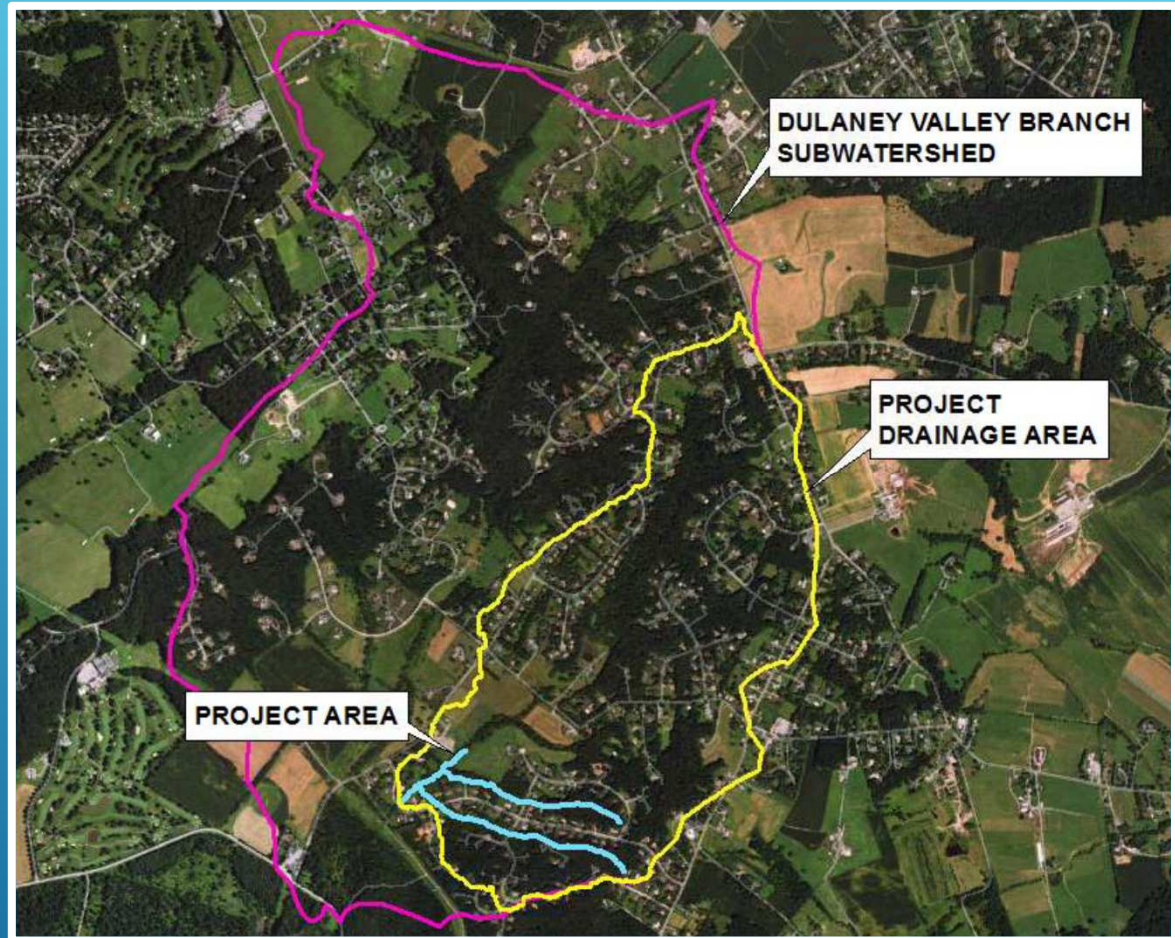 DULANEY VALLEY BRANCH
SUBWATERSHED
PROJECT
DRAINAGE AREA
PROJECT AREA